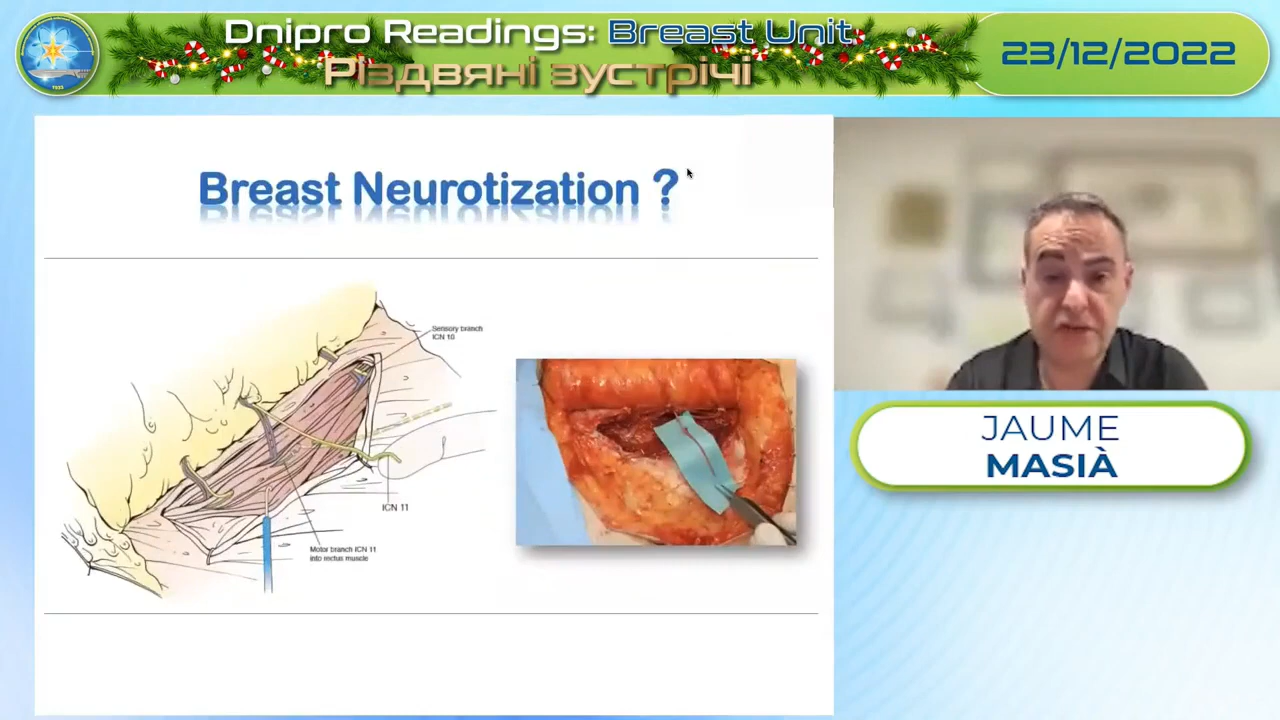 Dnipro Readings: Breast Unit
Різдвяні зустрічі
23/12/2022
1935
Breast Neurotization ?
Sensory branch
ICN 10
ICN 11
Motor branch ICN 11
into rectus muscle
JAUME
MASIÀ